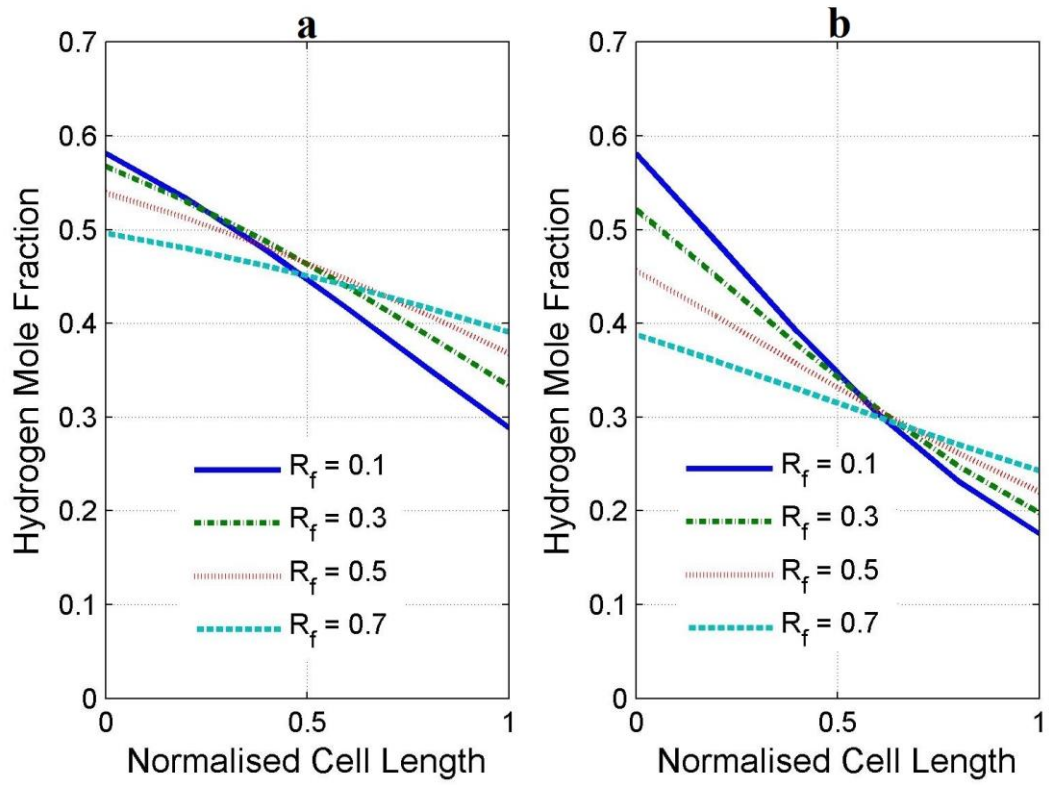 a
0.7
0.6
0.5
0.4
0.3
0.2
0.1
0
Hydrogen Mole Fraction
R_f = 0.1
R_f = 0.3
R_f = 0.5
R_f = 0.7
0
0.5
1
Normalised Cell Length
b
0.7
0.6
0.5
0.4
0.3
0.2
0.1
0
Hydrogen Mole Fraction
R_f = 0.1
R_f = 0.3
R_f = 0.5
R_f = 0.7
0
0.5
1
Normalised Cell Length